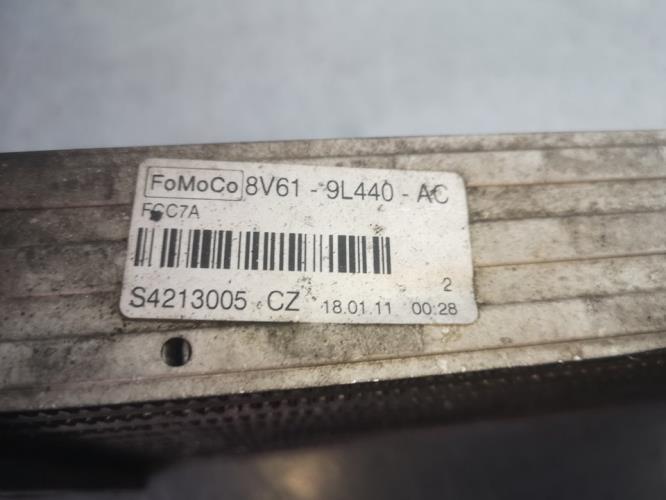 FoMoCo 8V61 - 9L440 - AC
FCC7A
2
S4213005 CZ 18.01.11 00:28